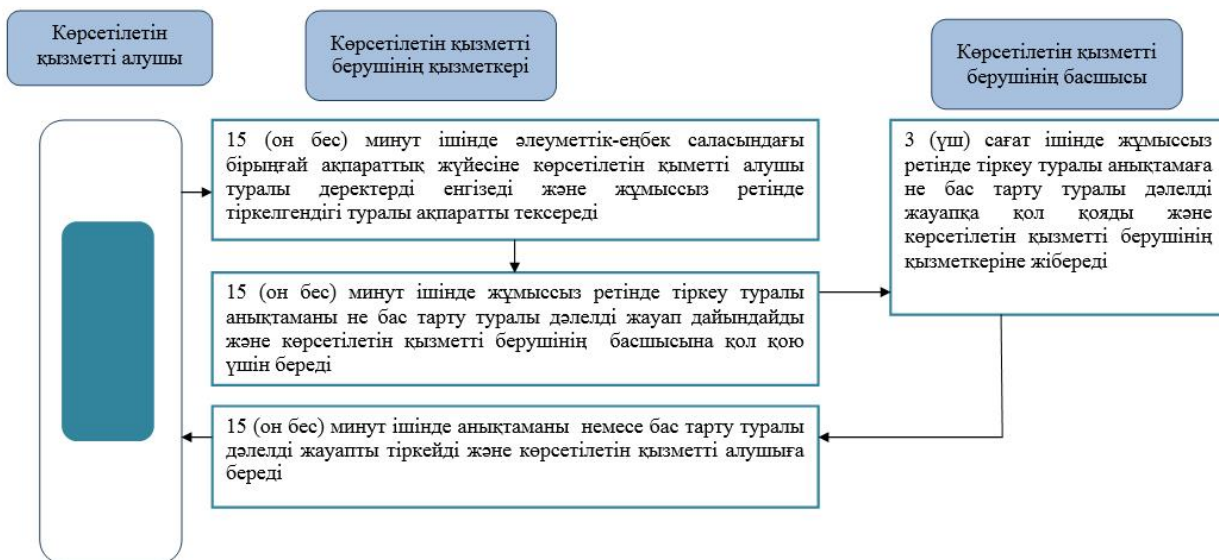 Көрсетілетін
қызметті алушы
Көрсетілетін қызметті
берушінің қызметкері
Көрсетілетін қызметті
берушінің басшысы
15 (он бес) минут ішінде әлеуметтік-еңбек саласындағы
бірыңғай ақпараттық жүйесіне көрсетілетін қыметті алушы
туралы деректерді енгізеді және жұмыссыз ретінде
тіркелгендігі туралы ақпаратты тексереді
3 (үш) сағат ішінде жұмыссыз
ретінде тіркеу туралы анықтамаға
не бас тарту туралы дәлелді
жауапқа қол қояды және
көрсетілетін қызметті берушінің
қызметкеріне жібереді
15 (он бес) минут ішінде жұмыссыз ретінде тіркеу туралы
анықтаманы не бас тарту туралы дәлелді жауап дайындайды
және көрсетілетін қызметті берушінің басшысына қол қою
үшін береді
15 (он бес) минут ішінде анықтаманы немесе бас тарту туралы
дәлелді жауапты тіркейді және көрсетілетін қызметті алушыға
береді